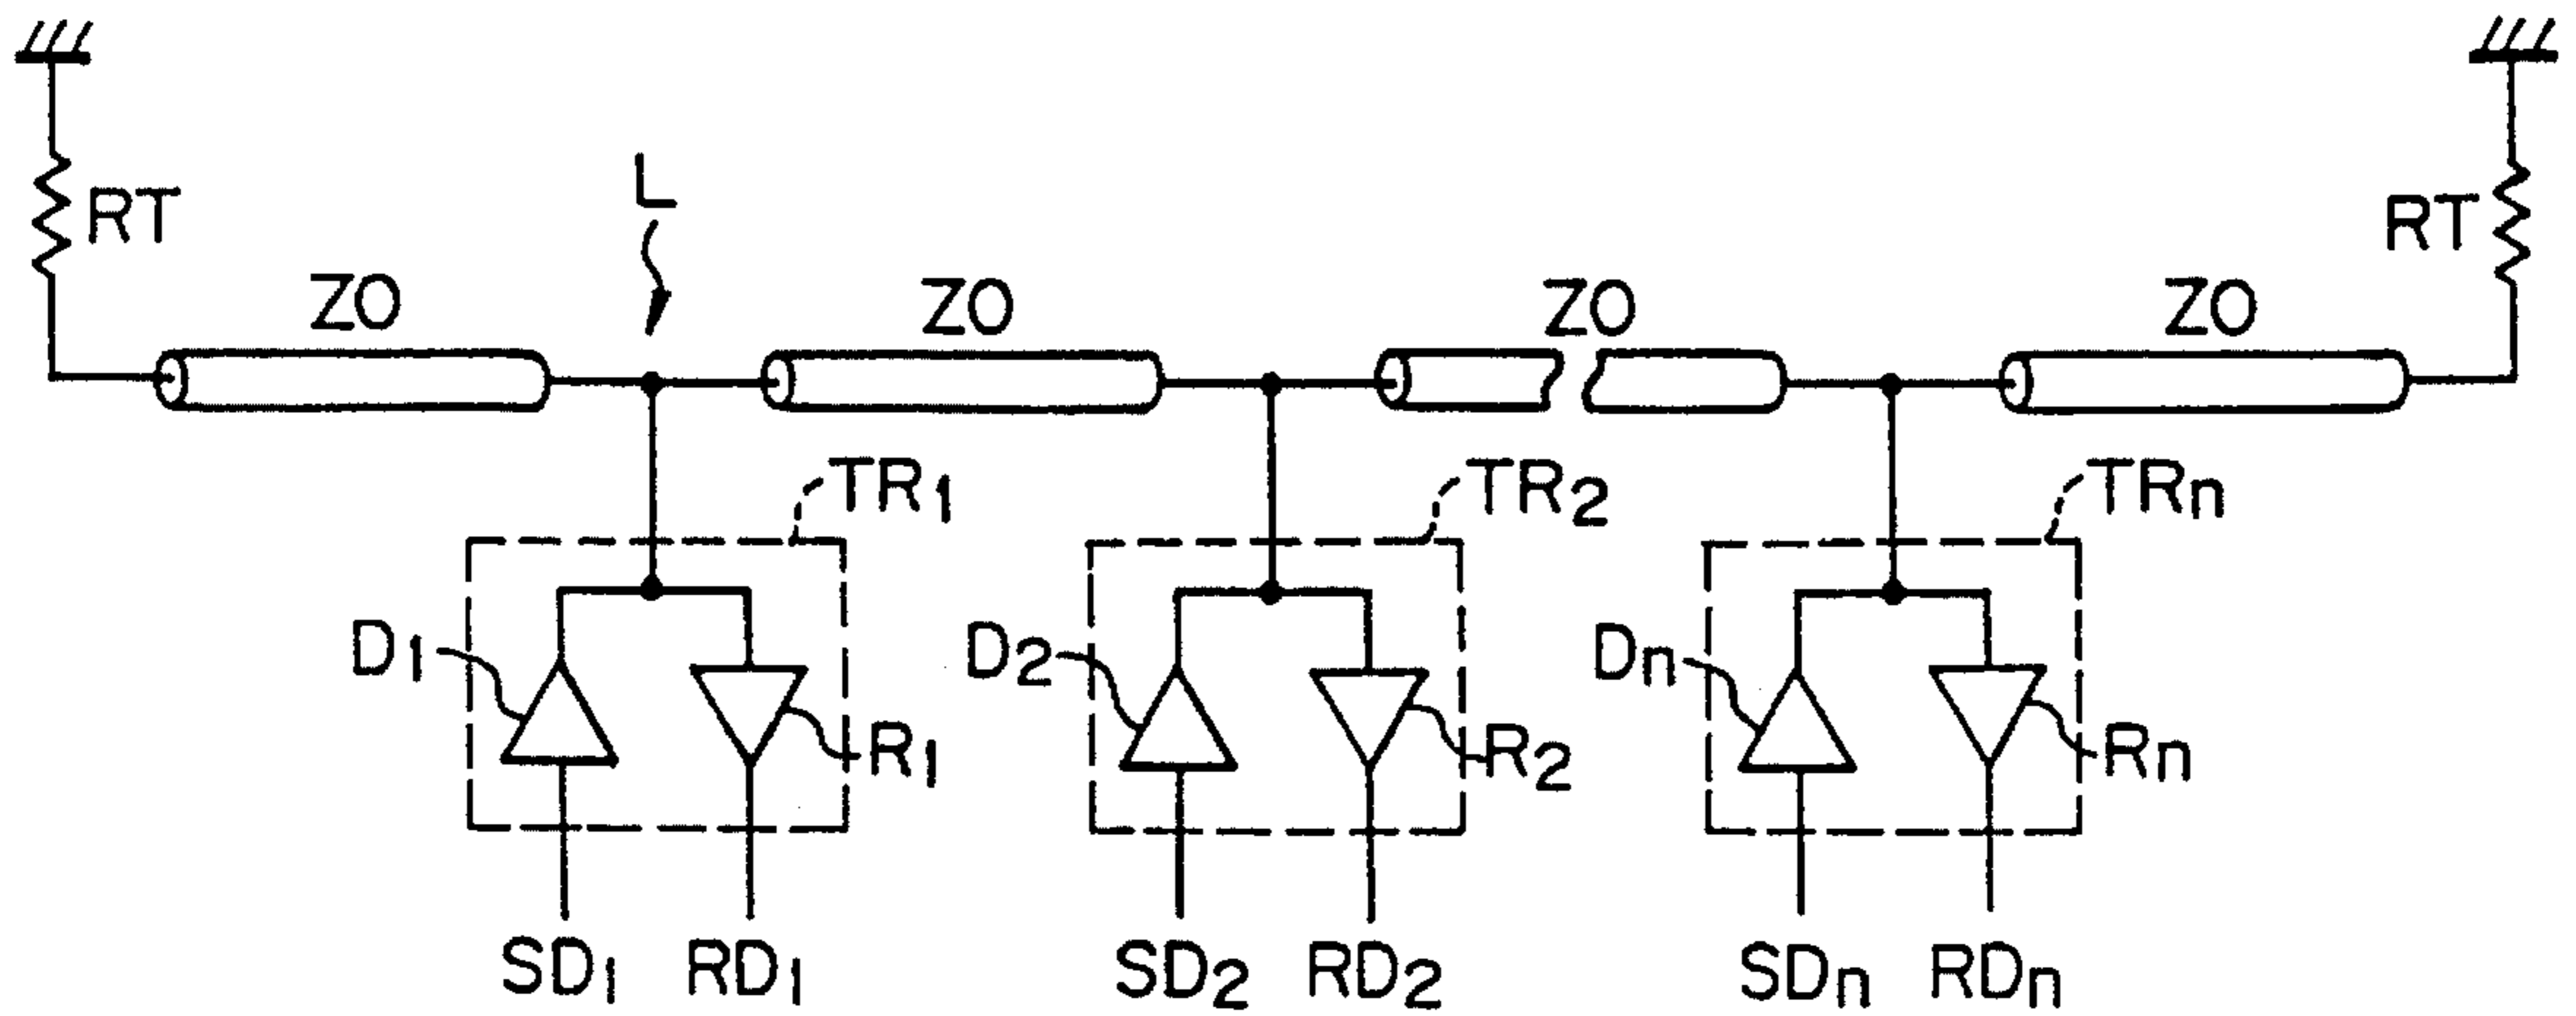 L
RT
RT
ZO
ZO
ZO
ZO
TR1
TR2
TRn
D1
D2
Dn
R1
R2
Rn
SD1
RD1
SD2
RD2
SDn
RDn